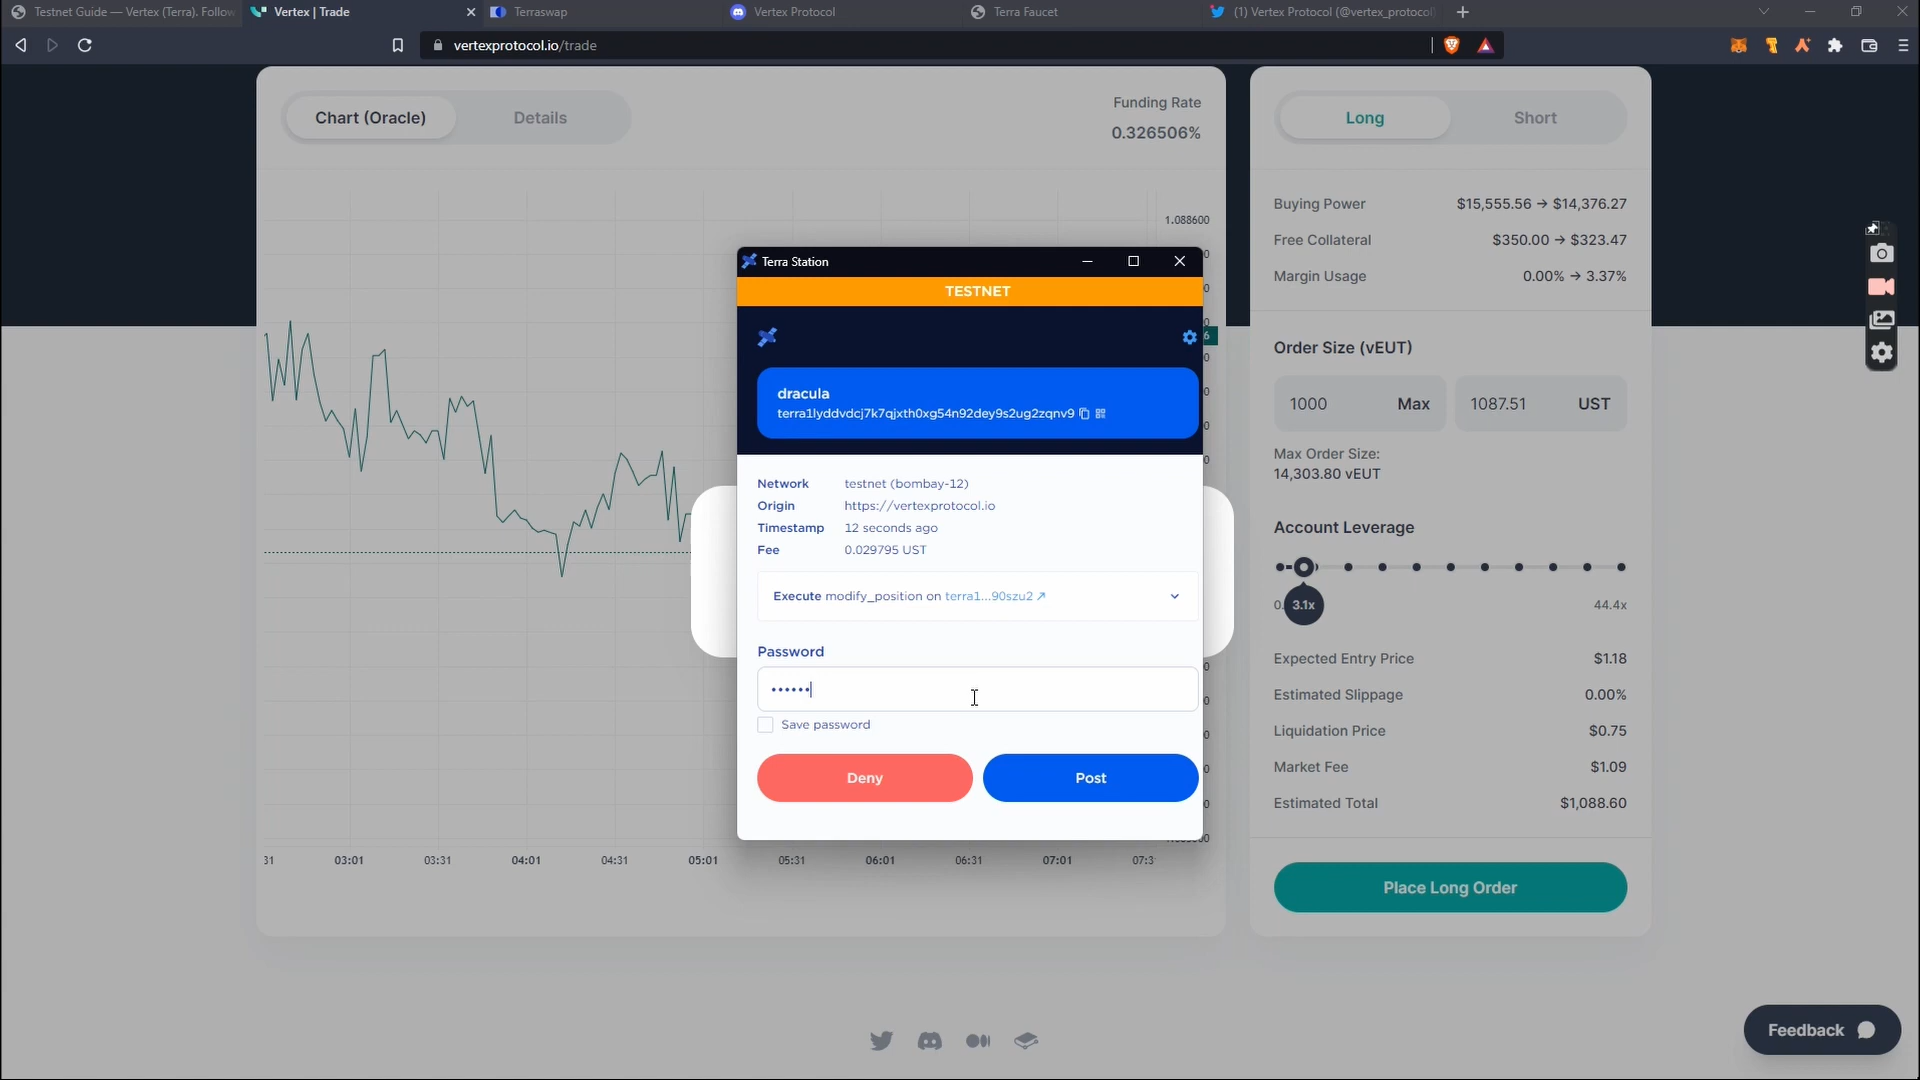 Testnet Guide — Vertex (Terra). Follow
Vertex | Trade
Terraswap
Vertex Protocol
Terra Faucet
(1) Vertex Protocol (@vertex_protocol
vertexprotocol.io/trade
Chart (Oracle)
Details
Funding Rate
0.326506%
1.088600
03:01
03:31
04:01
04:31
05:01
05:31
06:01
06:31
07:01
Terra Station
TESTNET
dracula
terra1lyddvdcj7k7qjxth0xg54n92dey9s2ug2zqnv9
Network testnet (bombay-12)
Origin https://vertexprotocol.io
Timestamp 12 seconds ago
Fee 0.029795 UST
Execute modify_position on terra1...90szu2
Password
••••••
Save password
Deny
Post
Long
Short
Buying Power $15,555.56 → $14,376.27
Free Collateral $350.00 → $323.47
Margin Usage 0.00% → 3.37%
Order Size (vEUT)
1000 Max
1087.51 UST
Max Order Size:
14,303.80 vEUT
Account Leverage
3.1x
44.4x
Expected Entry Price $1.18
Estimated Slippage 0.00%
Liquidation Price $0.75
Market Fee $1.09
Estimated Total $1,088.60
Place Long Order
Feedback